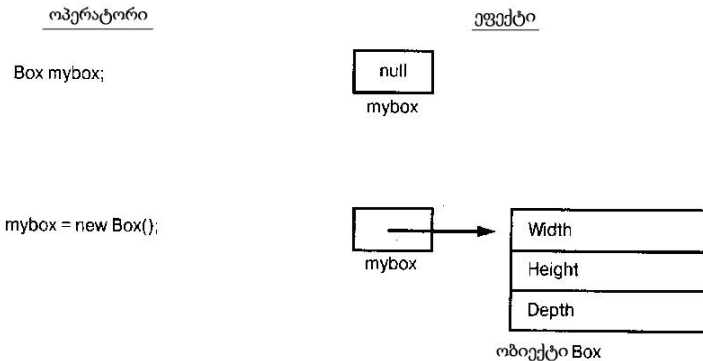 ოპერატორი ეფექტი
Box mybox; null
mybox
mybox = new Box(); Width
mybox
Height
Depth
ობიექტი Box